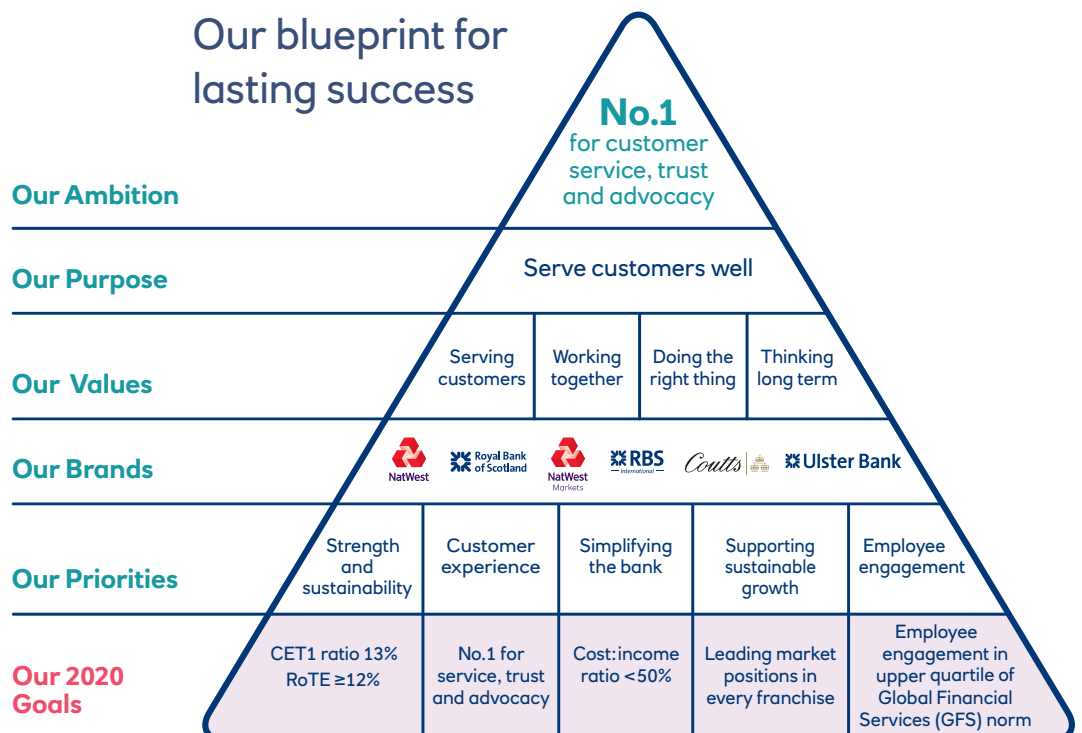 Our blueprint for
lasting success
No.1
for customer
service, trust
and advocacy
Our Ambition
Our Purpose
Serve customers well
Our Values
Serving
customers
Working
together
Doing the
right thing
Thinking
long term
Our Brands
NatWest
Royal Bank
of Scotland
NatWest
Markets
RBS
International
Coutts
Ulster Bank
Our Priorities
Strength
and
sustainability
Customer
experience
Simplifying
the bank
Supporting
sustainable
growth
Employee
engagement
Our 2020
Goals
CET1 ratio 13%
RoTE ≥12%
No.1 for
service, trust
and advocacy
Cost:income
ratio <50%
Leading market
positions in
every franchise
Employee
engagement in
upper quartile of
Global Financial
Services (GFS) norm